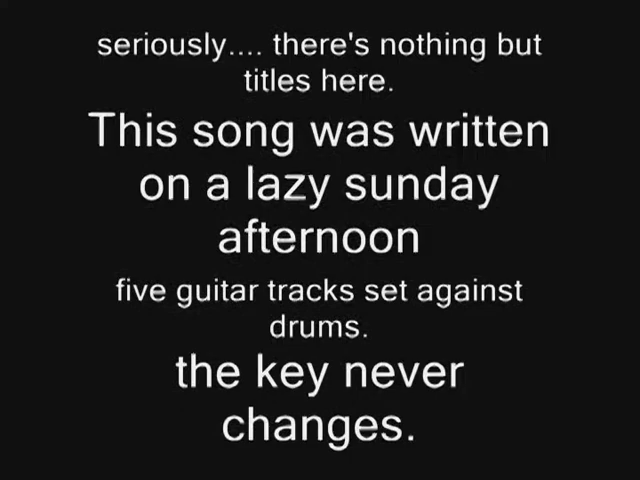 seriously.... there's nothing but
titles here.
This song was written
on a lazy sunday
afternoon
five guitar tracks set against
drums.
the key never
changes.